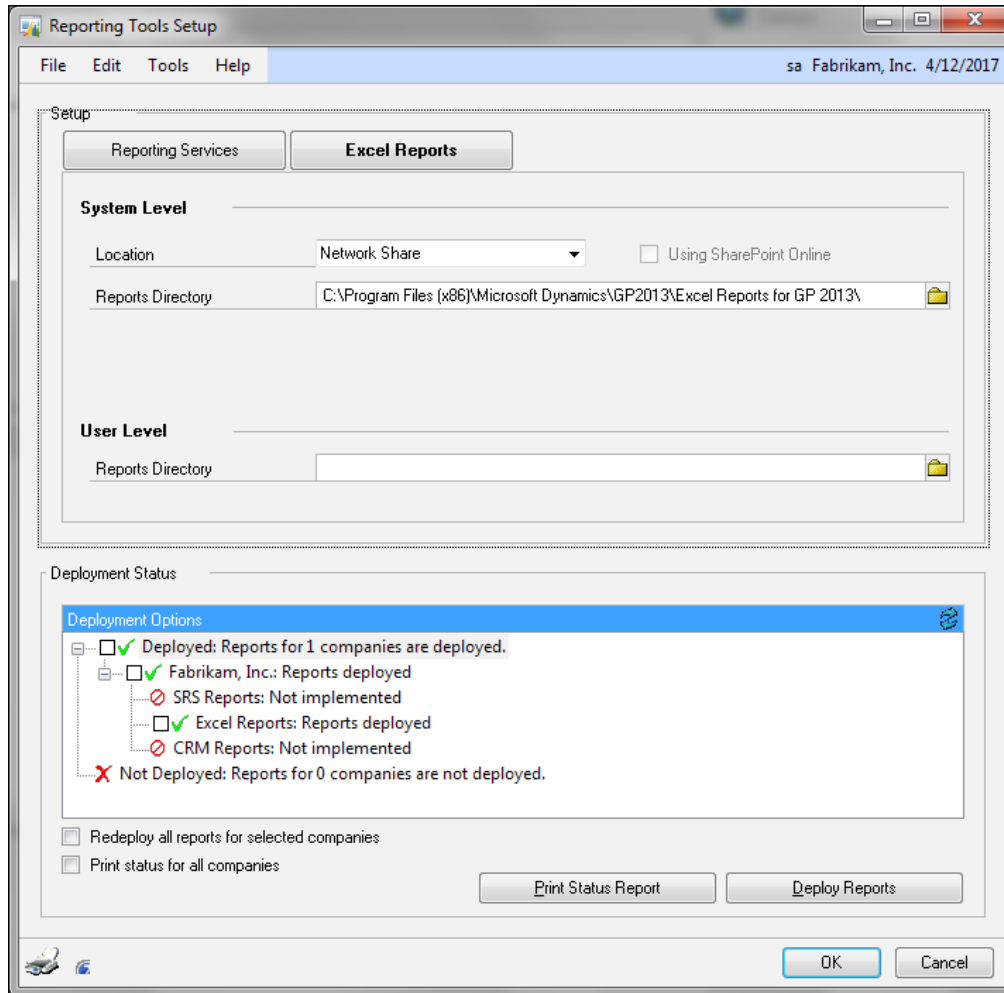 Reporting Tools Setup
File Edit Tools Help sa Fabrikam, Inc. 4/12/2017
Setup
Reporting Services Excel Reports
System Level
Location Network Share Using SharePoint Online
Reports Directory C:\Program Files (x86)\Microsoft Dynamics\GP2013\Excel Reports for GP 2013\
User Level
Reports Directory
Deployment Status
Deployment Options
Deployed: Reports for 1 companies are deployed.
Fabrikam, Inc.: Reports deployed
SRS Reports: Not implemented
Excel Reports: Reports deployed
CRM Reports: Not implemented
Not Deployed: Reports for 0 companies are not deployed.
Redeploy all reports for selected companies
Print status for all companies
Print Status Report Deploy Reports
OK Cancel